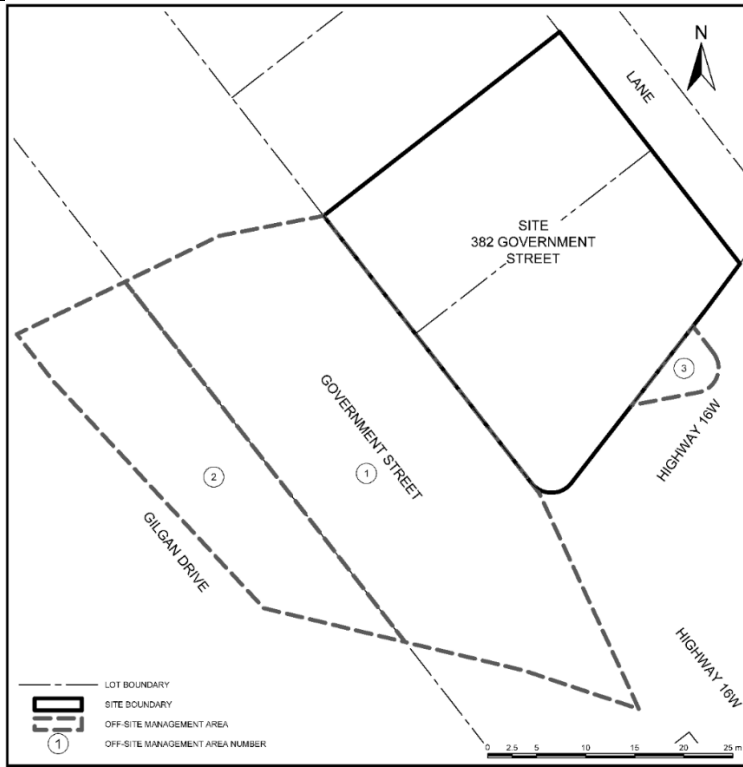 N
LANE
SITE
382 GOVERNMENT
STREET
3
GOVERNMENT STREET
HIGHWAY 16W
1
2
GILGAN DRIVE
HIGHWAY 16W
LOT BOUNDARY
SITE BOUNDARY
OFF-SITE MANAGEMENT AREA
1 OFF-SITE MANAGEMENT AREA NUMBER
0 2.5 5 10 15 20 25 m